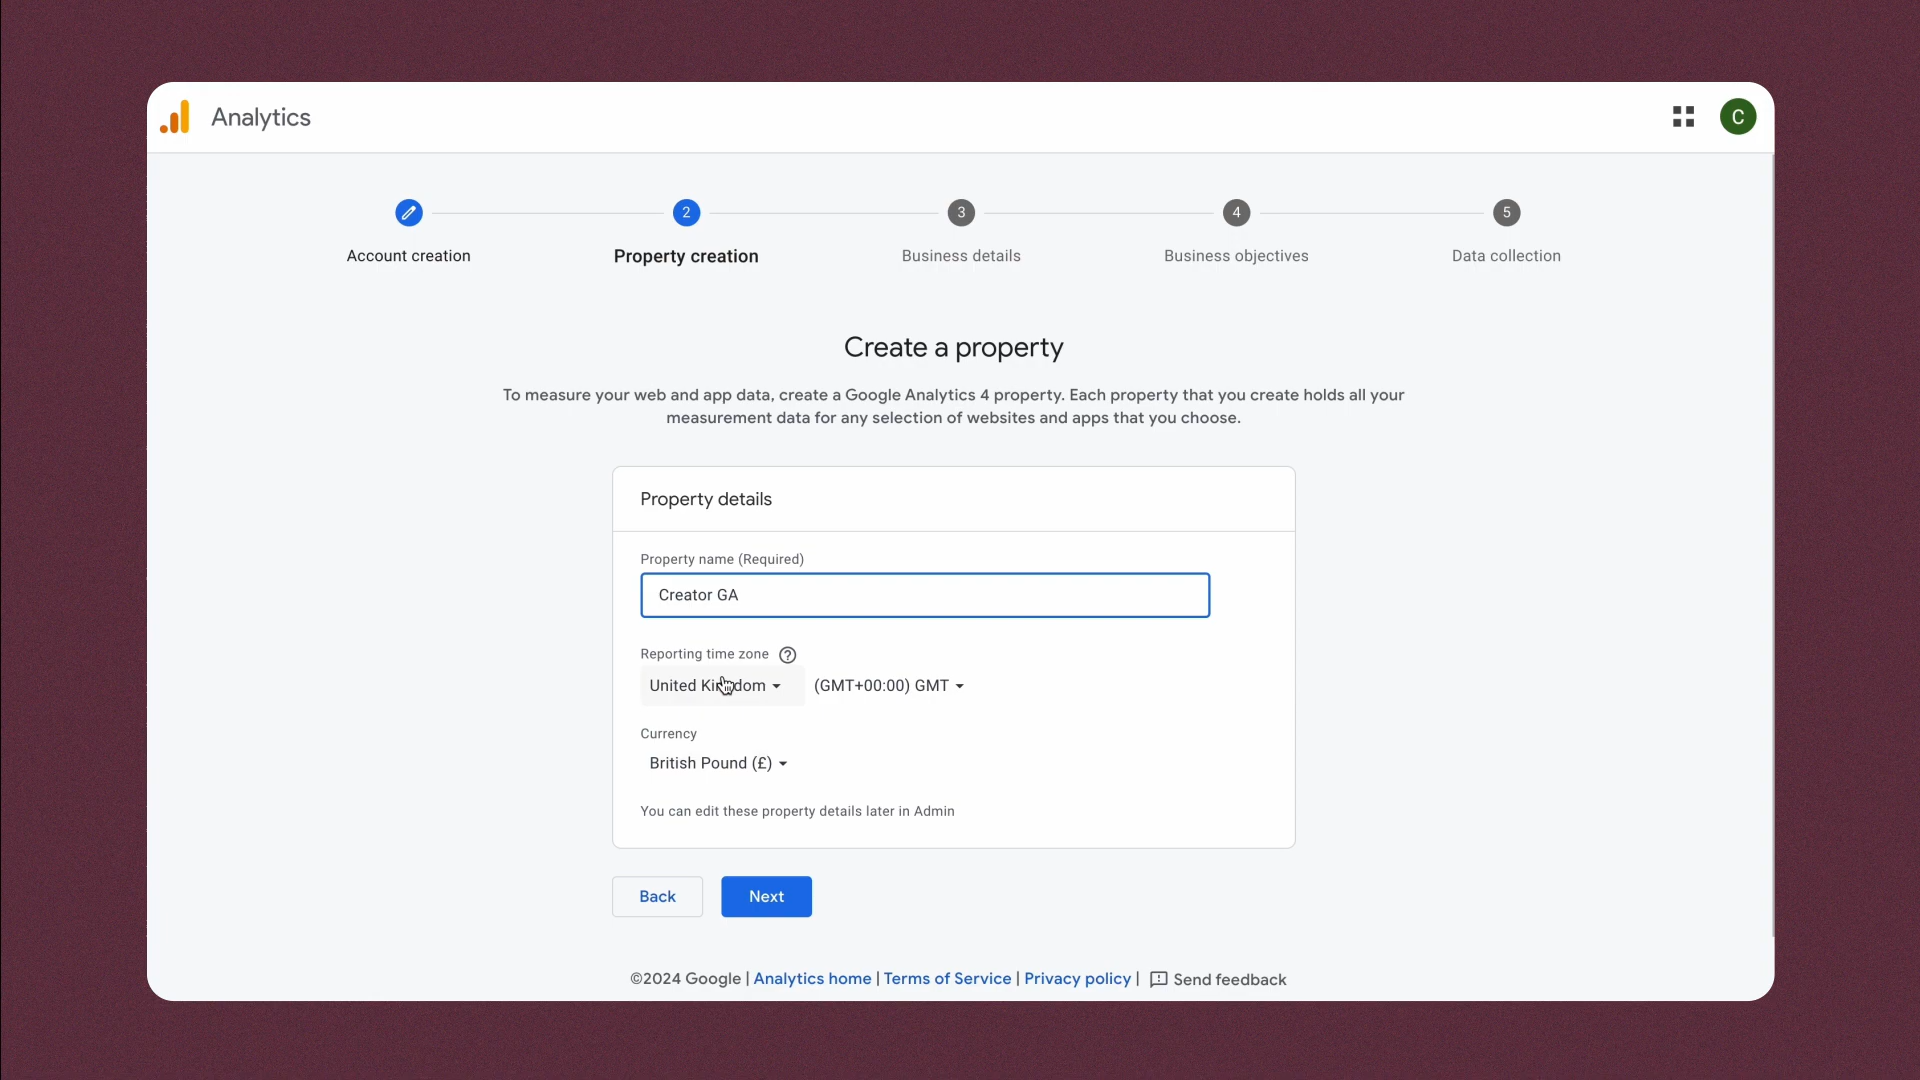 Analytics
C
2
3
4
5
Account creation
Property creation
Business details
Business objectives
Data collection
Create a property
To measure your web and app data, create a Google Analytics 4 property. Each property that you create holds all your
measurement data for any selection of websites and apps that you choose.
Property details
Property name (Required)
Creator GA
Reporting time zone ?
United Kingdom (GMT+00:00) GMT
Currency
British Pound (£)
You can edit these property details later in Admin
Back
Next
©2024 Google | Analytics home | Terms of Service | Privacy policy | Send feedback